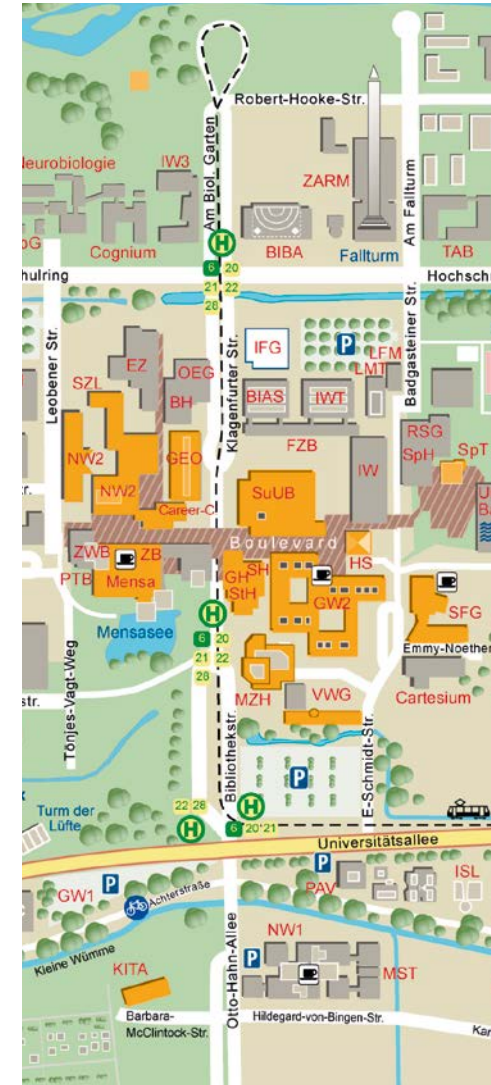 Robert-Hooke-Str.
Am Biol. Garten
ZARM
Am Fallturm
Neurobiologie
IW3
Cognium
BIBA
Fallturm
TAB
H
6 20
21 22
28
Leobener Str.
Klagenfurter Str.
Badgasteiner Str.
EZ
SZL
OEG
BH
IFG
P
LFM
LMT
BIAS
IWT
FZB
NW2
GEO
NW2
Career-C
SuUB
IW
RSG
SpH
SpT
Boulevard
ZWB
ZB
PTB
Mensa
SH
GH
StH
HS
GW2
SFG
Mensasee
H
6 20
21 22
28
Emmy-Noether
Tönjes-Vagt-Weg
MZH
VWG
Cartesium
Bibliothekstr.
E-Schmidt-Str.
P
Turm der
Lüfte
22 28
H
H
6 20*21
Universitätsallee
GW1
P
Achterstraße
P
PAV
ISL
Kleine Wümme
KITA
Otto-Hahn-Allee
P
NW1
MST
Barbara-
McClintock-Str.
Hildegard-von-Bingen-Str.